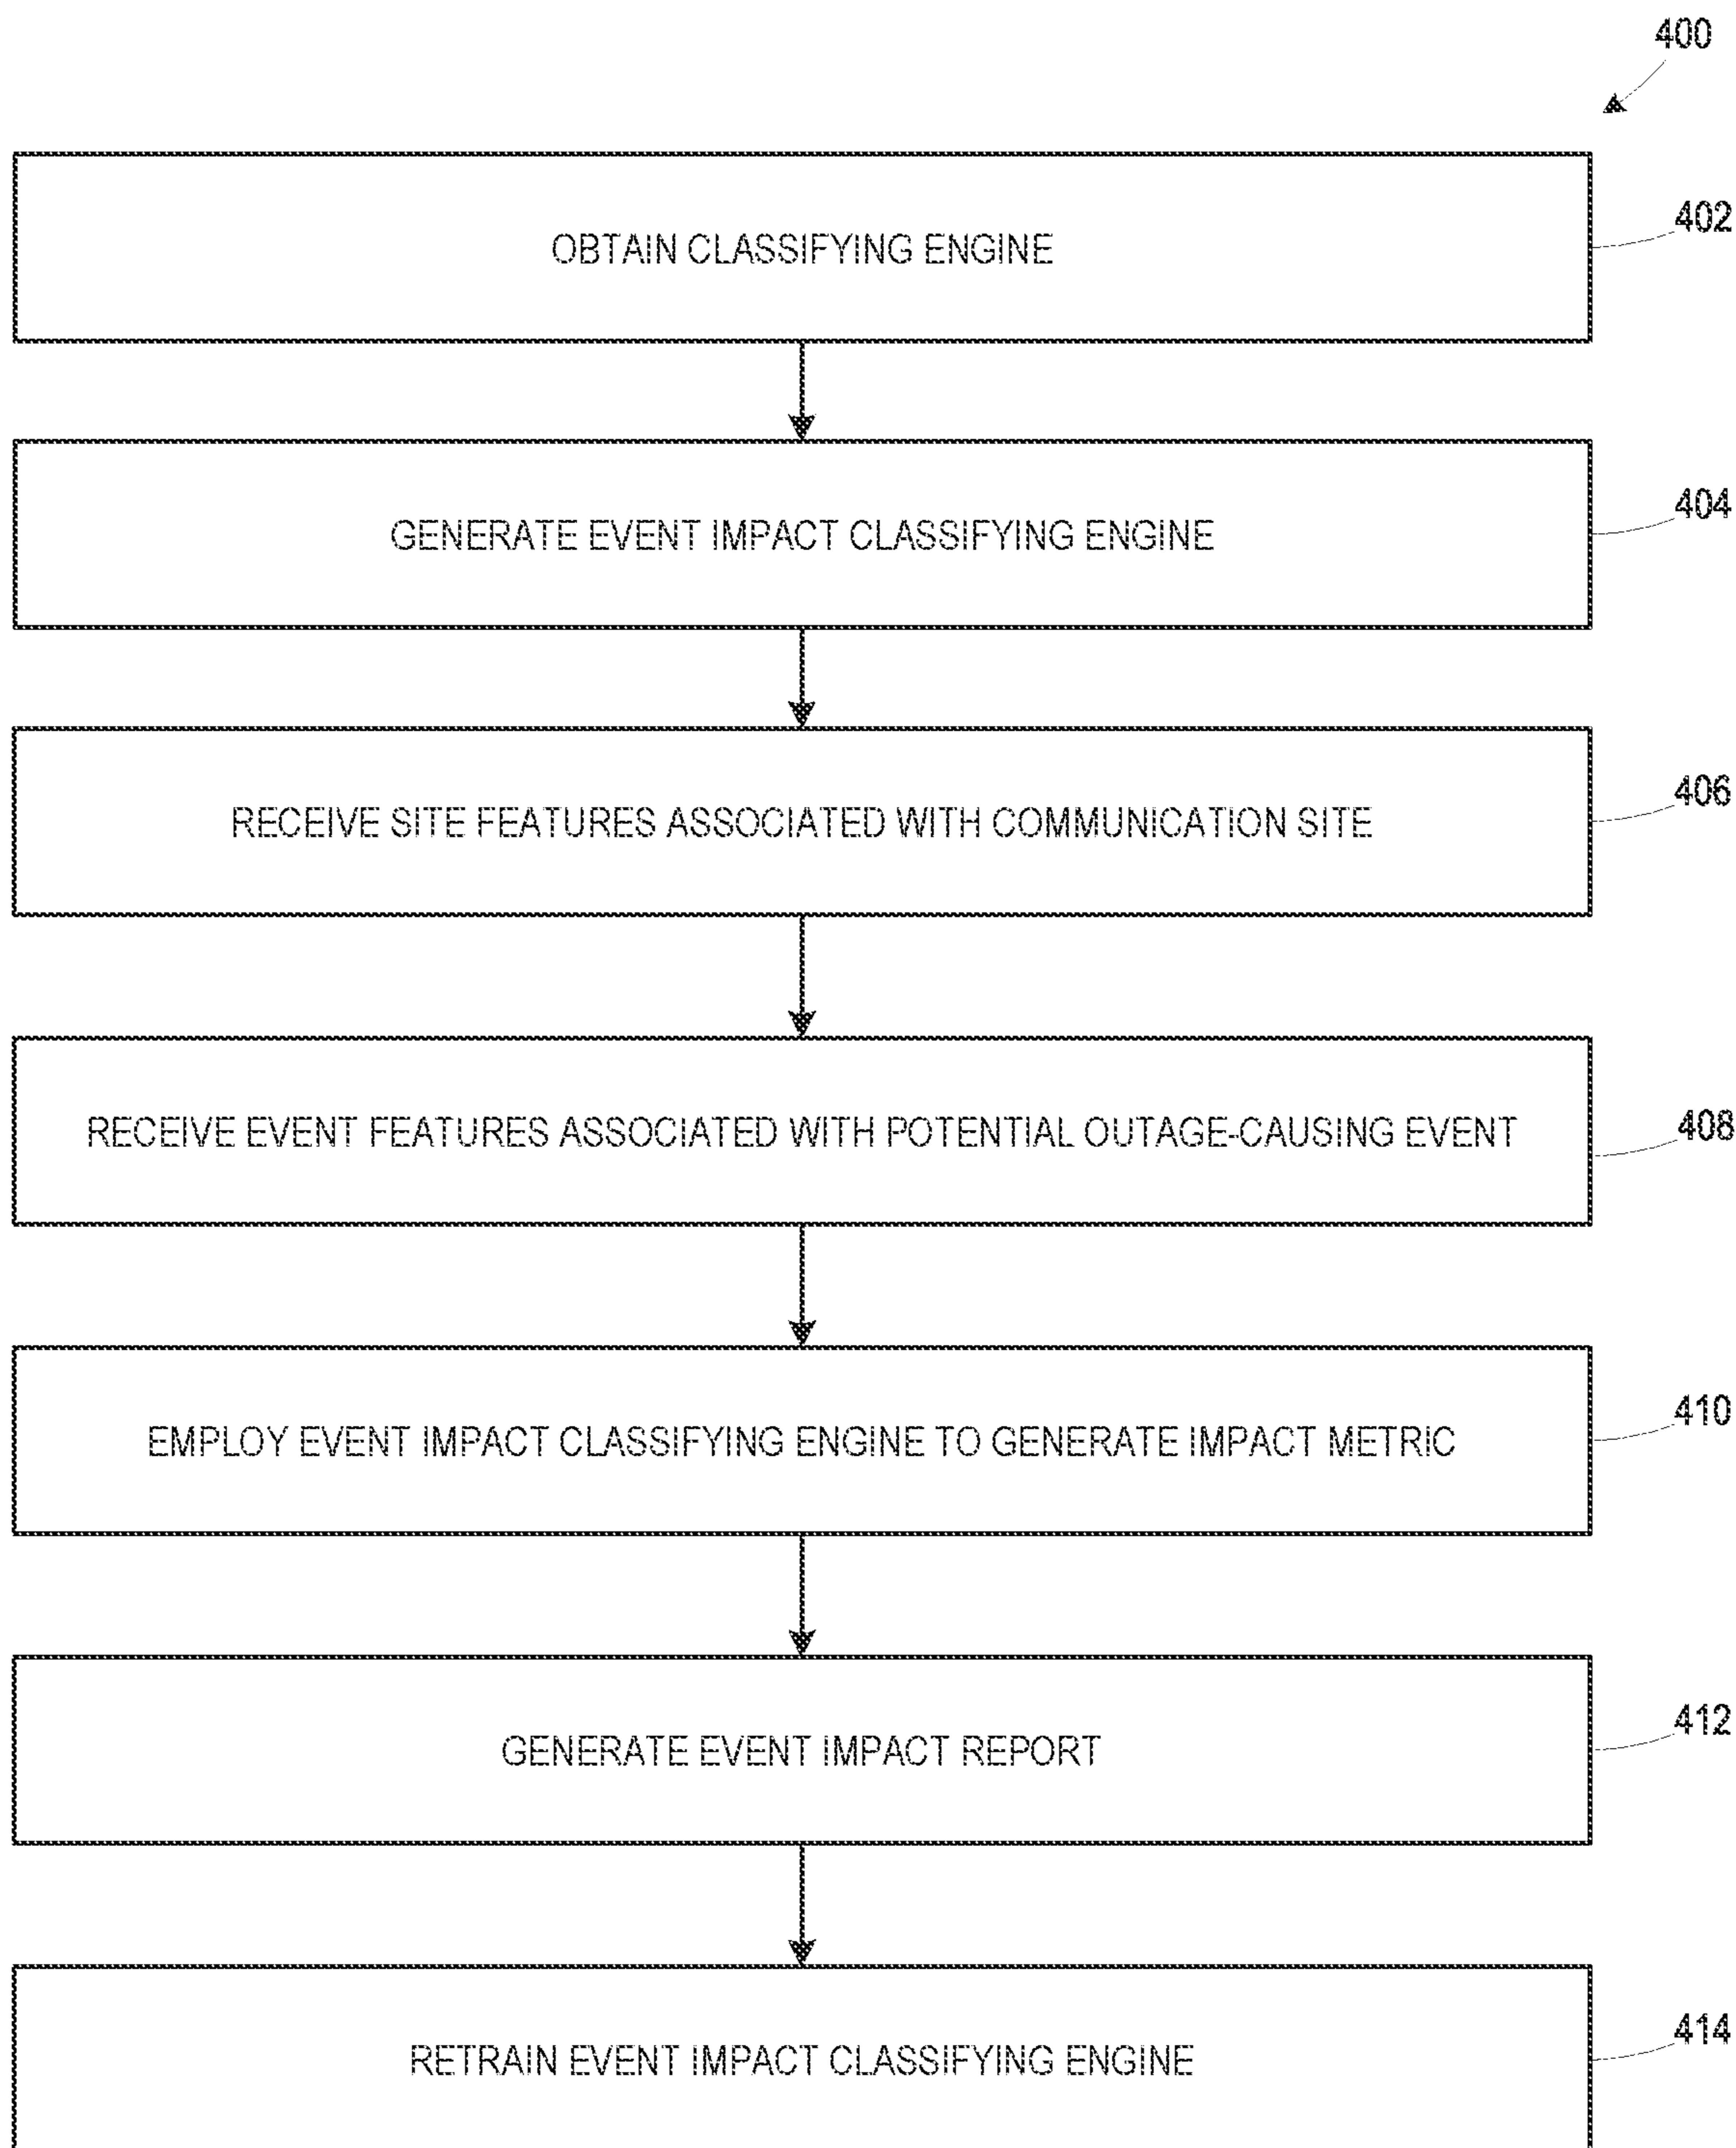 400
OBTAIN CLASSIFYING ENGINE
402
GENERATE EVENT IMPACT CLASSIFYING ENGINE
404
RECEIVE SITE FEATURES ASSOCIATED WITH COMMUNICATION SITE
406
RECEIVE EVENT FEATURES ASSOCIATED WITH POTENTIAL OUTAGE-CAUSING EVENT
408
EMPLOY EVENT IMPACT CLASSIFYING ENGINE TO GENERATE IMPACT METRIC
410
GENERATE EVENT IMPACT REPORT
412
RETRAIN EVENT IMPACT CLASSIFYING ENGINE
414